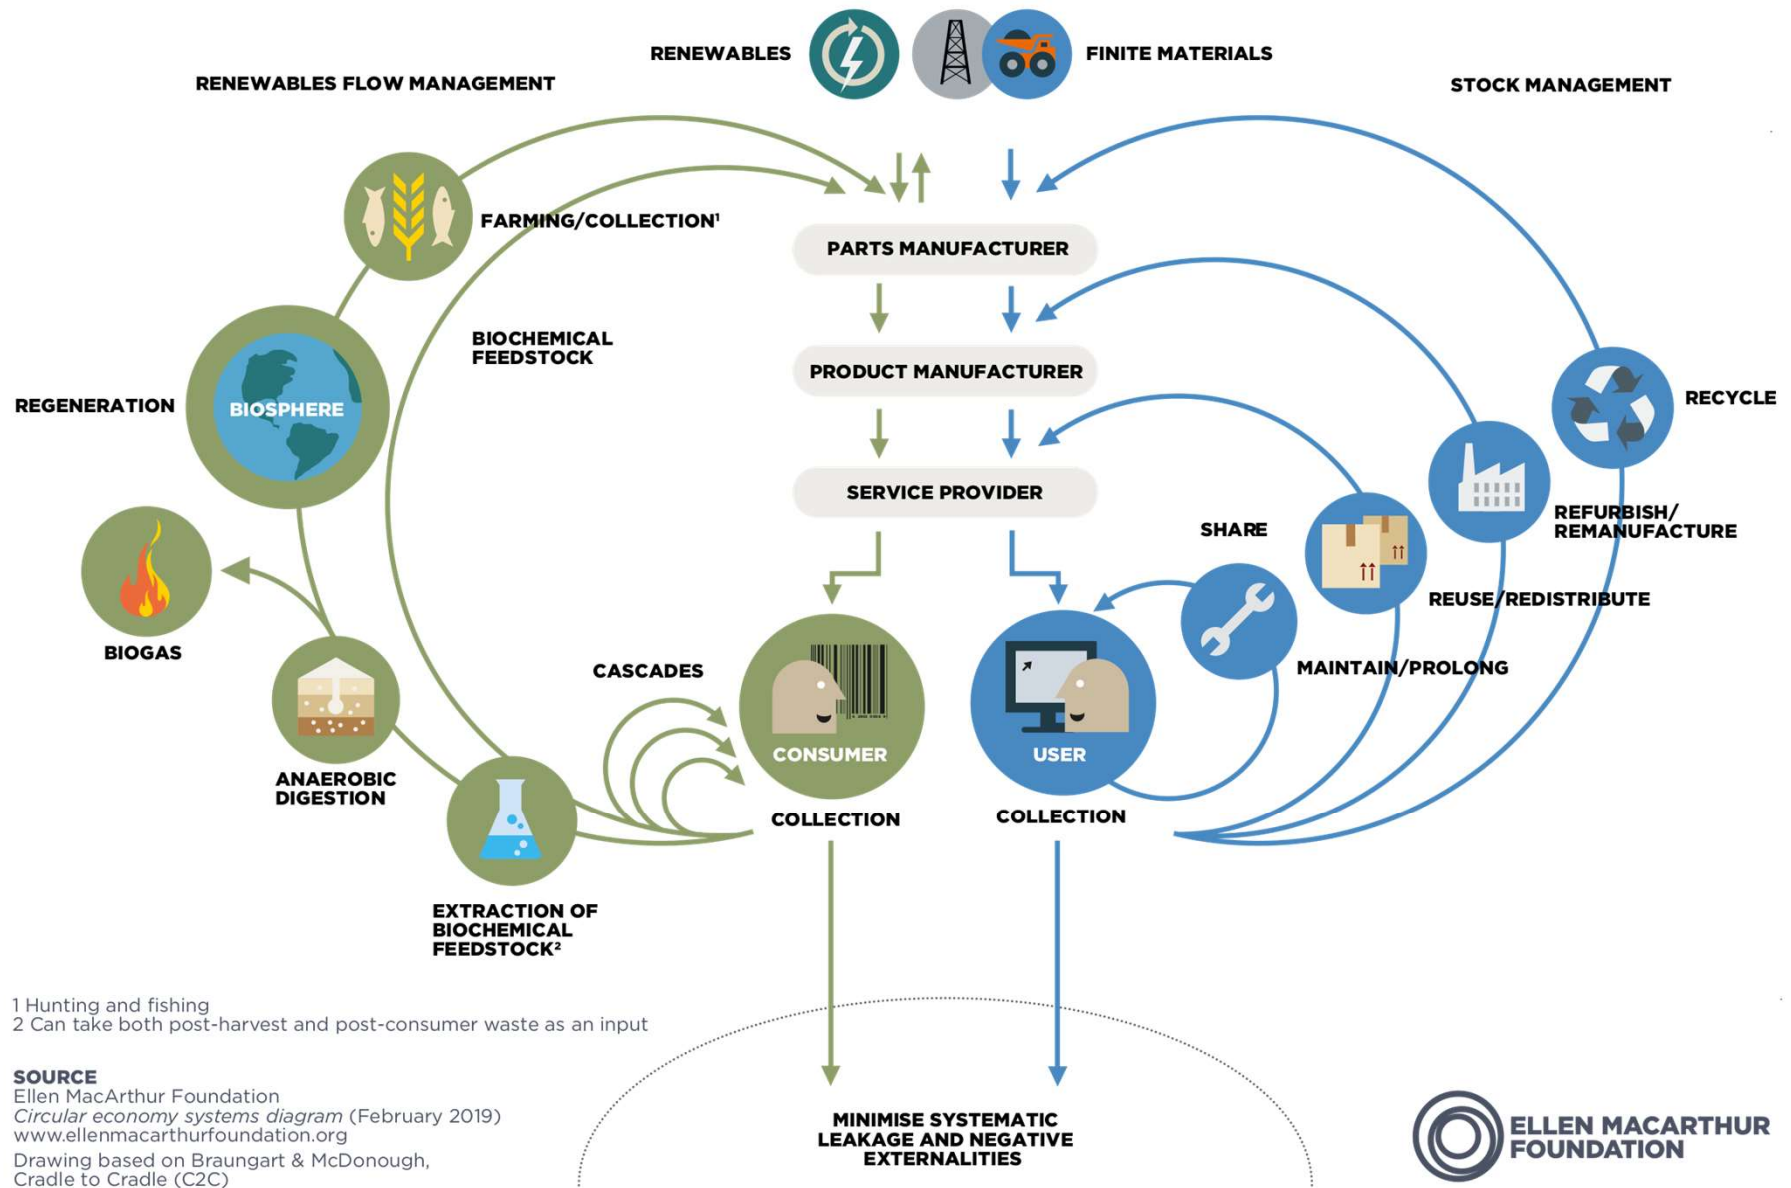 RENEWABLES
FINITE MATERIALS
RENEWABLES FLOW MANAGEMENT
STOCK MANAGEMENT
FARMING/COLLECTION¹
PARTS MANUFACTURER
BIOCHEMICAL
FEEDSTOCK
PRODUCT MANUFACTURER
REGENERATION
BIOSPHERE
RECYCLE
SERVICE PROVIDER
SHARE
REFURBISH/
REMANUFACTURE
REUSE/REDISTRIBUTE
BIOGAS
CASCADES
MAINTAIN/PROLONG
CONSUMER
USER
ANAEROBIC
DIGESTION
COLLECTION
COLLECTION
EXTRACTION OF
BIOCHEMICAL
FEEDSTOCK²
1 Hunting and fishing
2 Can take both post-harvest and post-consumer waste as an input
SOURCE
Ellen MacArthur Foundation
Circular economy systems diagram (February 2019)
www.ellenmacarthurfoundation.org
Drawing based on Braungart & McDonough,
Cradle to Cradle (C2C)
MINIMISE SYSTEMATIC
LEAKAGE AND NEGATIVE
EXTERNALITIES
ELLEN MACARTHUR
FOUNDATION